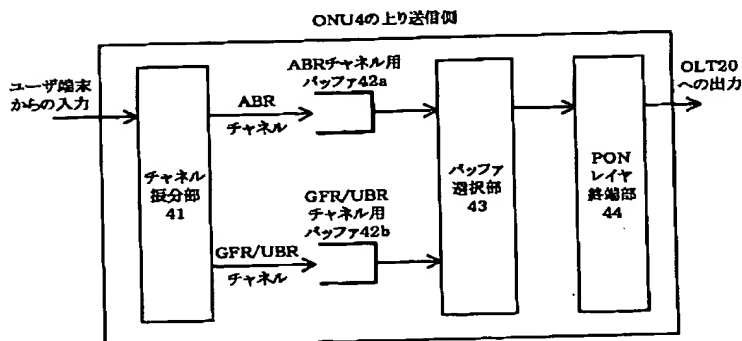 ONU4の上り送信側
ユーザ端末
からの入力
チャネル
振分部
41
ABR
チャネル
GFR/UBR
チャネル
ABRチャネル用
バッファ42a
GFR/UBR
チャネル用
バッファ42b
バッファ
選択部
43
PON
レイヤ
終端部
44
OLT20
への出力